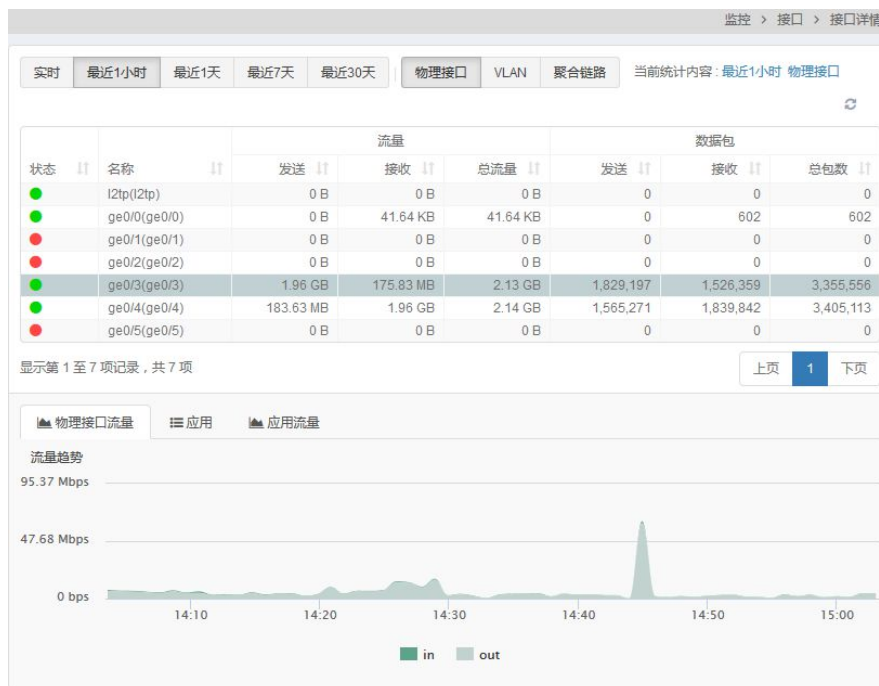 监控 > 接口 > 接口详情
实时 最近1小时 最近1天 最近7天 最近30天 物理接口 VLAN 聚合链路 当前统计内容 : 最近1小时 物理接口
流量 数据包
状态 名称 发送 接收 总流量 发送 接收 总包数
l2tp(l2tp) 0 B 0 B 0 B 0 0 0
ge0/0(ge0/0) 0 B 41.64 KB 41.64 KB 0 602 602
ge0/1(ge0/1) 0 B 0 B 0 B 0 0 0
ge0/2(ge0/2) 0 B 0 B 0 B 0 0 0
ge0/3(ge0/3) 1.96 GB 175.83 MB 2.13 GB 1,829,197 1,526,359 3,355,556
ge0/4(ge0/4) 183.63 MB 1.96 GB 2.14 GB 1,565,271 1,839,842 3,405,113
ge0/5(ge0/5) 0 B 0 B 0 B 0 0 0
显示第 1 至 7 项记录 , 共 7 项 上页 1 下页
物理接口流量 应用 应用流量
流量趋势
95.37 Mbps
47.68 Mbps
0 bps
14:10 14:20 14:30 14:40 14:50 15:00
in out